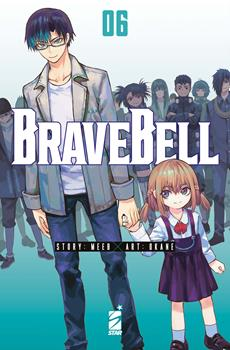 06
BRAVEBELL
STORY: MEEB × ART: OKANE
STAR